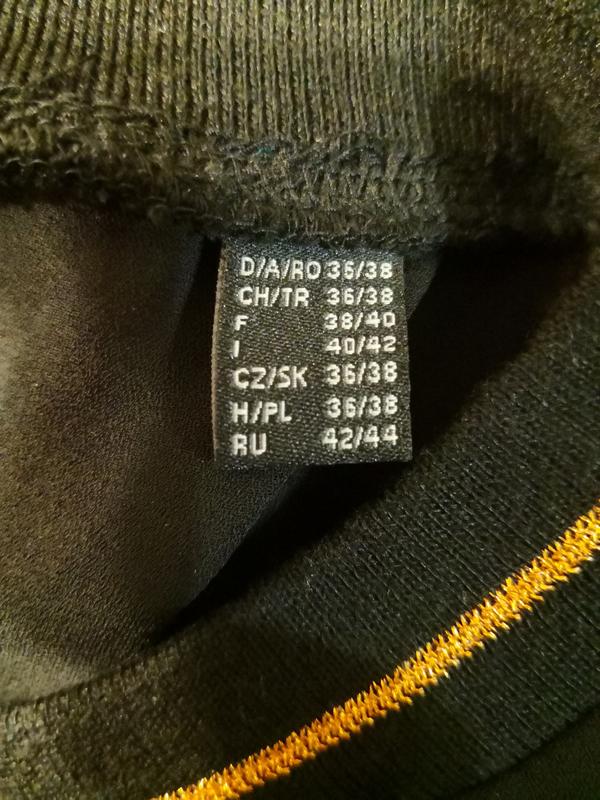 D/A/RO 36/38
CH/TR 36/38
F 38/40
I 40/42
CZ/SK 36/38
H/PL 36/38
RU 42/44